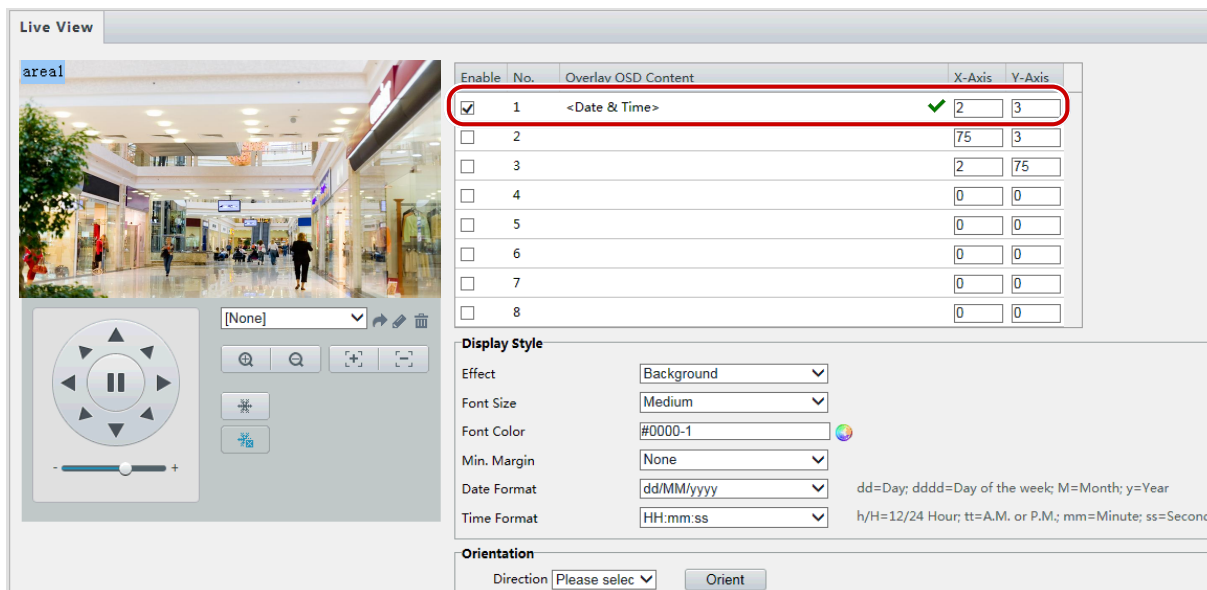 Live View
area1
Enable No. Overlay OSD Content X-Axis Y-Axis
1 <Date & Time> 2 3
2 75 3
3 2 75
4 0 0
5 0 0
6 0 0
7 0 0
8 0 0
[None]
- +
Display Style
Effect Background
Font Size Medium
Font Color #0000-1
Min. Margin None
Date Format dd/MM/yyyy dd=Day; dddd=Day of the week; M=Month; y=Year
Time Format HH:mm:ss h/H=12/24 Hour; tt=A.M. or P.M.; mm=Minute; ss=Second
Orientation
Direction Please selec Orient